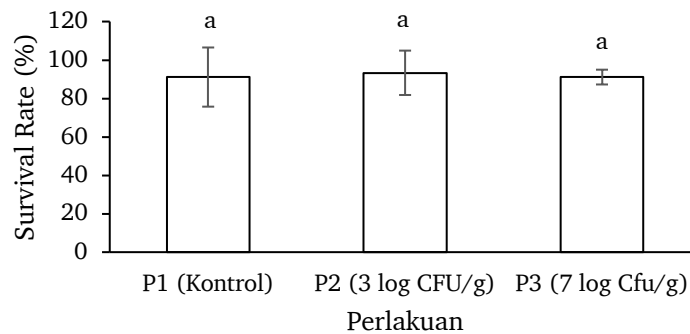 120
100
80
60
40
20
0
Survival Rate (%)
a
a
a
P1 (Kontrol)
P2 (3 log CFU/g)
P3 (7 log Cfu/g)
Perlakuan